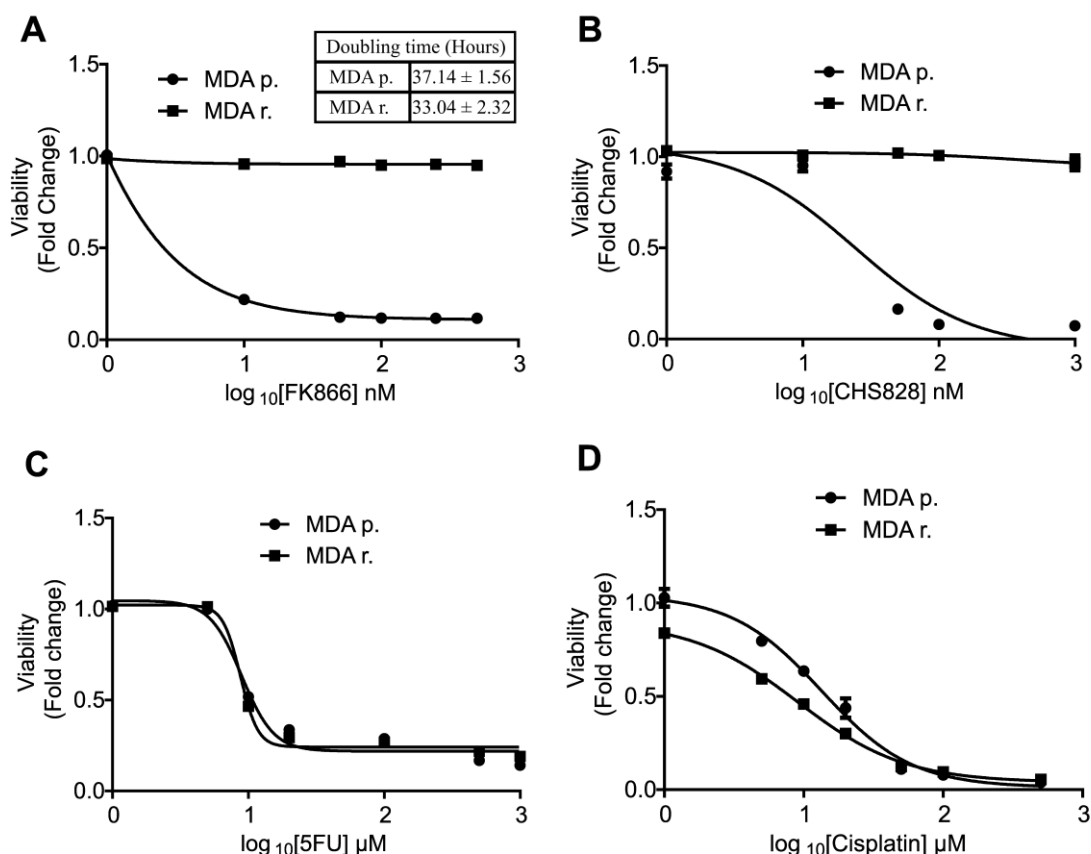 A
Doubling time (Hours)
MDA p. 37.14 ± 1.56
MDA r. 33.04 ± 2.32
MDA p.
MDA r.
Viability
(Fold Change)
1.5
1.0
0.5
0.0
0 1 2 3
log 10[FK866] nM
B
MDA p.
MDA r.
Viability
(Fold Change)
1.5
1.0
0.5
0.0
0 1 2 3
log 10[CHS828] nM
C
MDA p.
MDA r.
Viability
(Fold change)
1.5
1.0
0.5
0.0
0 1 2 3
log 10[5FU] µM
D
MDA p.
MDA r.
Viability
(Fold change)
1.5
1.0
0.5
0.0
0 1 2 3
log 10[Cisplatin] µM